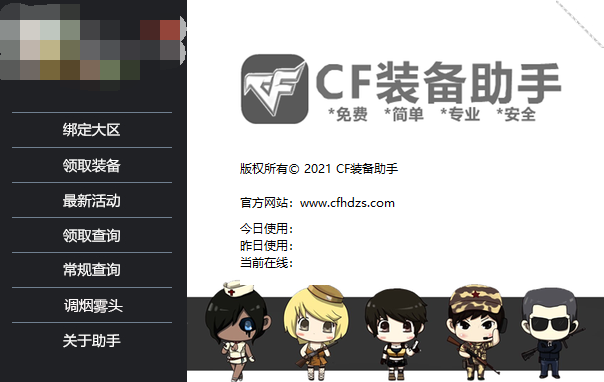 绑定大区
领取装备
最新活动
领取查询
常规查询
调烟雾头
关于助手
CF
CF装备助手
*免费 *简单 *专业 *安全
版权所有© 2021 CF装备助手
官方网站：www.cfhdzs.com
今日使用：
昨日使用：
当前在线：